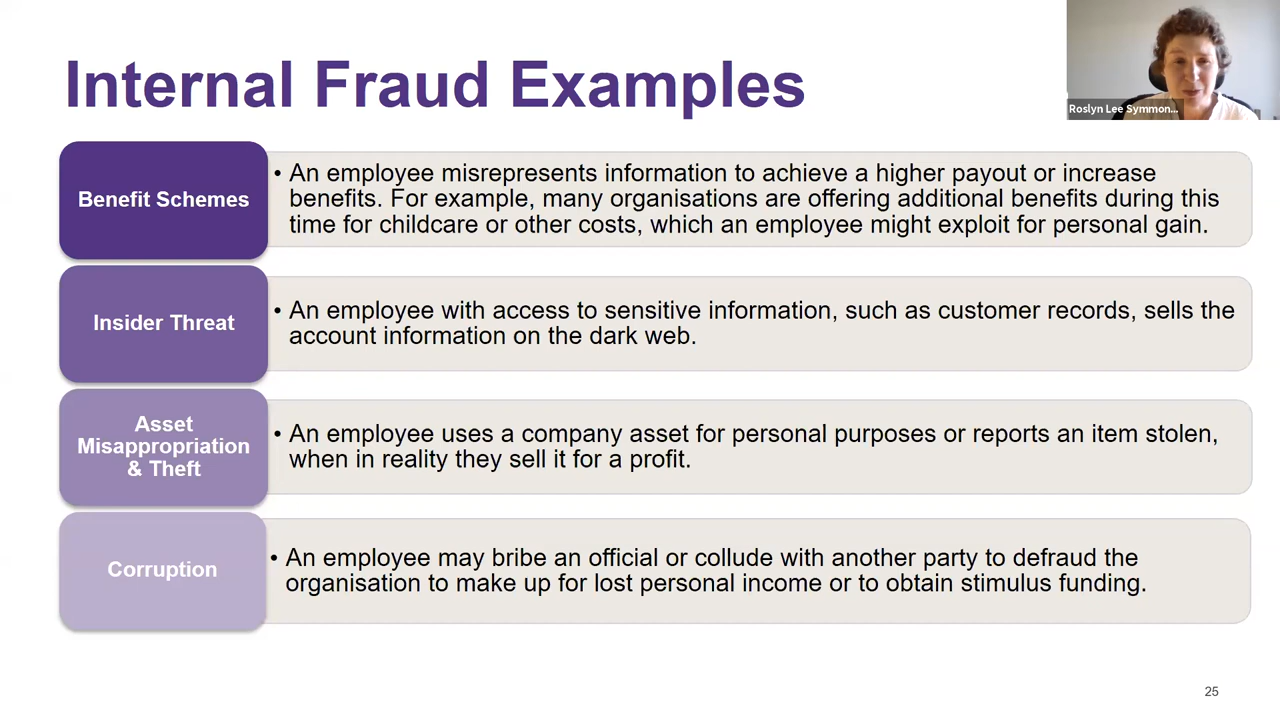 Internal Fraud Examples
Roslyn Lee Symmon...
Benefit Schemes
• An employee misrepresents information to achieve a higher payout or increase
benefits. For example, many organisations are offering additional benefits during this
time for childcare or other costs, which an employee might exploit for personal gain.
Insider Threat
• An employee with access to sensitive information, such as customer records, sells the
account information on the dark web.
Asset
Misappropriation
& Theft
• An employee uses a company asset for personal purposes or reports an item stolen,
when in reality they sell it for a profit.
Corruption
• An employee may bribe an official or collude with another party to defraud the
organisation to make up for lost personal income or to obtain stimulus funding.
25